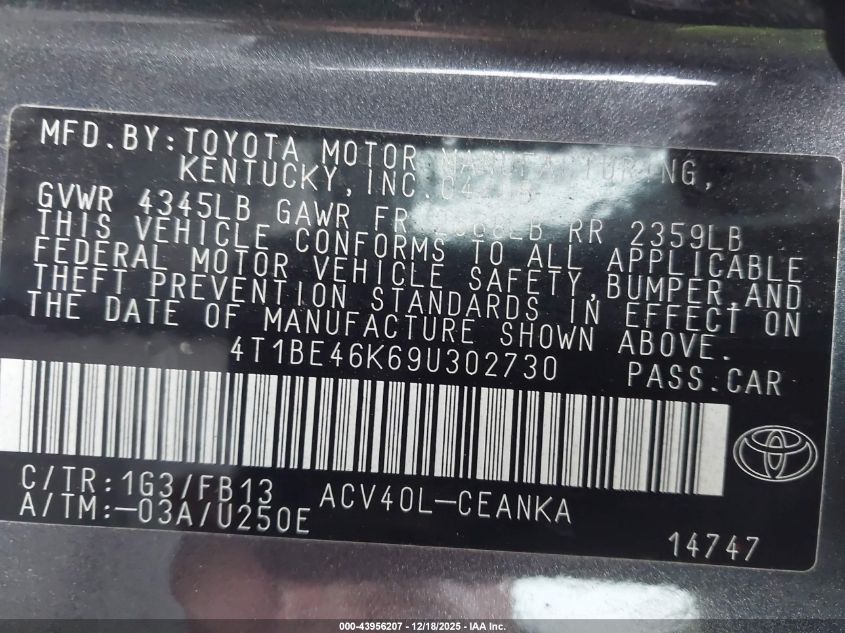 MFD.BY:TOYOTA MOTOR MANUFACTURING,
KENTUCKY,INC.
GVWR 4345LB GAWR FR RR 2359LB
THIS VEHICLE CONFORMS TO ALL APPLICABLE
FEDERAL MOTOR VEHICLE SAFETY,BUMPER,AND
THEFT PREVENTION STANDARDS IN EFFECT ON
THE DATE OF MANUFACTURE SHOWN ABOVE.
4T1BE46K69U302730 PASS.CAR
C/TR:1G3/FB13 ACV40L-CEANKA
A/TM:-03A/U250E
14747
000-43956207 - 12/18/2025 - IAA Inc.